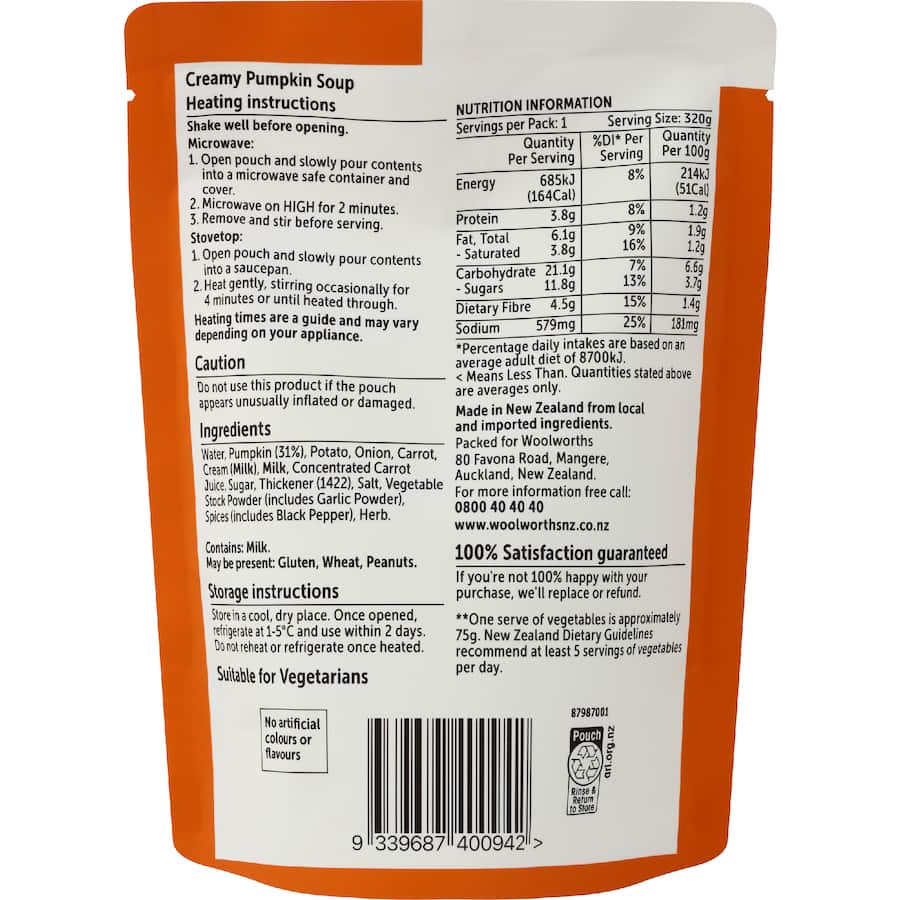 Creamy Pumpkin Soup
Heating instructions
Shake well before opening.
Microwave:
1. Open pouch and slowly pour contents
into a microwave safe container and
cover.
2. Microwave on HIGH for 2 minutes.
3. Remove and stir before serving.
Stovetop:
1. Open pouch and slowly pour contents
into a saucepan.
2. Heat gently, stirring occasionally for
4 minutes or until heated through.
Heating times are a guide and may vary
depending on your appliance.
Caution
Do not use this product if the pouch
appears unusually inflated or damaged.
Ingredients
Water, Pumpkin (31%), Potato, Onion, Carrot,
Cream (Milk), Milk, Concentrated Carrot
Juice, Sugar, Thickener (1422), Salt, Vegetable
Stock Powder (includes Garlic Powder),
Spices (includes Black Pepper), Herb.
Contains: Milk.
May be present: Gluten, Wheat, Peanuts.
Storage instructions
Store in a cool, dry place. Once opened,
refrigerate at 1-5°C and use within 2 days.
Do not reheat or refrigerate once heated.
Suitable for Vegetarians
No artificial
colours or
flavours
NUTRITION INFORMATION
Servings per Pack: 1 Serving Size: 320g
Quantity %DI* Per Quantity
Per Serving Serving Per 100g
Energy 685kJ 8% 214kJ
(164Cal) (51Cal)
Protein 3.8g 8% 1.2g
Fat, Total 6.1g 9% 1.9g
- Saturated 3.8g 16% 1.2g
Carbohydrate 21.1g 7% 6.6g
- Sugars 11.8g 13% 3.7g
Dietary Fibre 4.5g 15% 1.4g
Sodium 579mg 25% 181mg
*Percentage daily intakes are based on an
average adult diet of 8700kJ.
< Means Less Than. Quantities stated above
are averages only.
Made in New Zealand from local
and imported ingredients.
Packed for Woolworths
80 Favona Road, Mangere,
Auckland, New Zealand.
For more information free call:
0800 40 40 40
www.woolworthsnz.co.nz
100% Satisfaction guaranteed
If you're not 100% happy with your
purchase, we'll replace or refund.
**One serve of vegetables is approximately
75g. New Zealand Dietary Guidelines
recommend at least 5 servings of vegetables
per day.
87987001
Pouch
Rinse &
Return
to Store
arl.org.nz
9 339687 400942 >